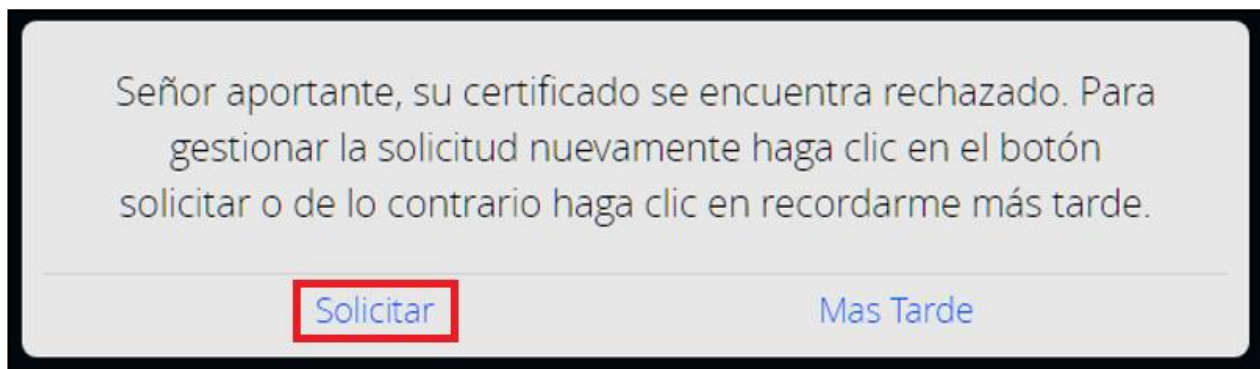 Señor aportante, su certificado se encuentra rechazado. Para
gestionar la solicitud nuevamente haga clic en el botón
solicitar o de lo contrario haga clic en recordarme más tarde.
Solicitar
Mas Tarde